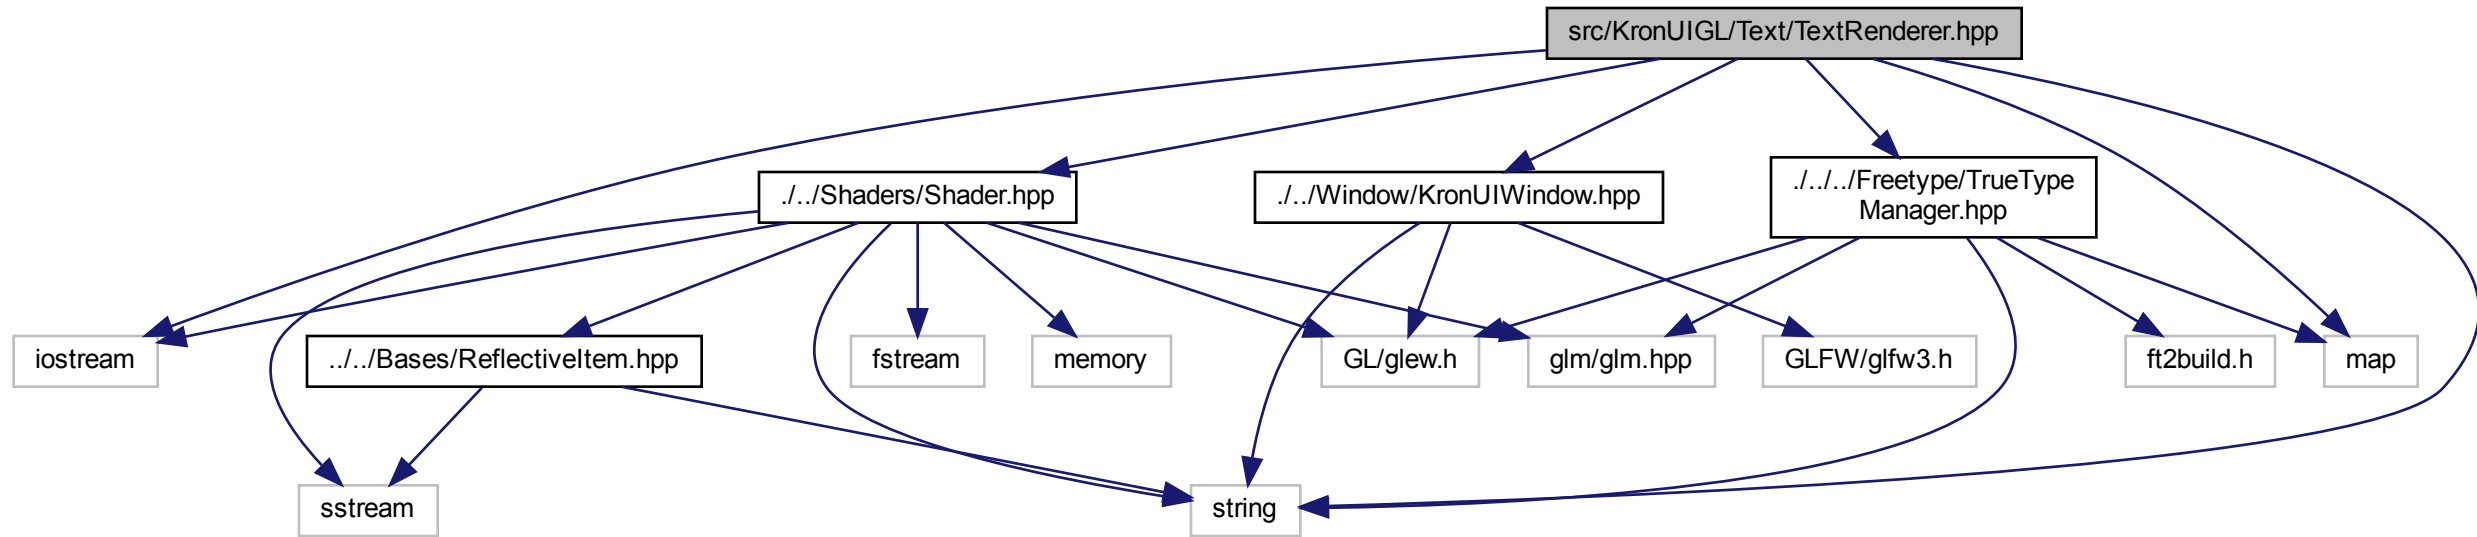 src/KronUIGL/Text/TextRenderer.hpp
./../Shaders/Shader.hpp
./../Window/KronUIWindow.hpp
./../../Freetype/TrueType
Manager.hpp
iostream
../../Bases/ReflectiveItem.hpp
fstream
memory
GL/glew.h
glm/glm.hpp
GLFW/glfw3.h
ft2build.h
map
sstream
string